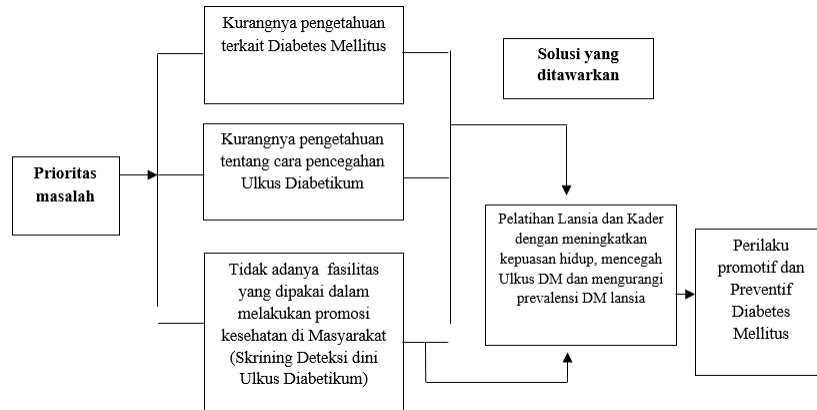 Prioritas
masalah
Kurangnya pengetahuan
terkait Diabetes Mellitus
Kurangnya pengetahuan
tentang cara pencegahan
Ulkus Diabetikum
Tidak adanya fasilitas
yang dipakai dalam
melakukan promosi
kesehatan di Masyarakat
(Skrining Deteksi dini
Ulkus Diabetikum)
Solusi yang
ditawarkan
Pelatihan Lansia dan Kader
dengan meningkatkan
kepuasan hidup, mencegah
Ulkus DM dan mengurangi
prevalensi DM lansia
Perilaku
promotif dan
Preventif
Diabetes
Mellitus